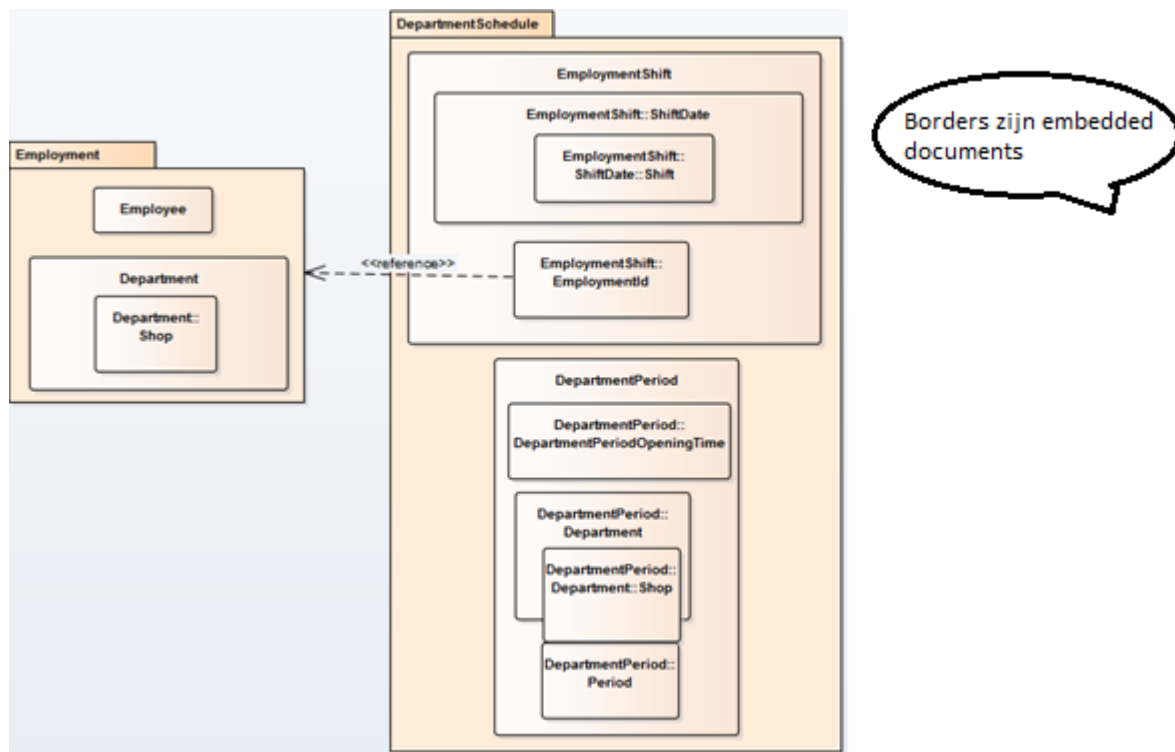 DepartmentSchedule
EmploymentShift
EmploymentShift::ShiftDate
EmploymentShift::
ShiftDate::Shift
EmploymentShift::
EmploymentId
<<reference>>
Employment
Employee
Department
Department::
Shop
DepartmentPeriod
DepartmentPeriod::
DepartmentPeriodOpeningTime
DepartmentPeriod::
Department
DepartmentPeriod::
Department::Shop
DepartmentPeriod::
Period
Borders zijn embedded
documents